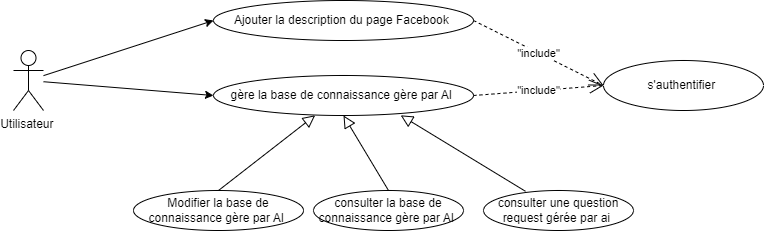 Ajouter la description du page Facebook
"include"
s'authentifier
Utilisateur
gère la base de connaissance gère par AI
"include"
Modifier la base de
connaissance gère par AI
consulter la base de
connaissance gère par AI
consulter une question
request gérée par ai